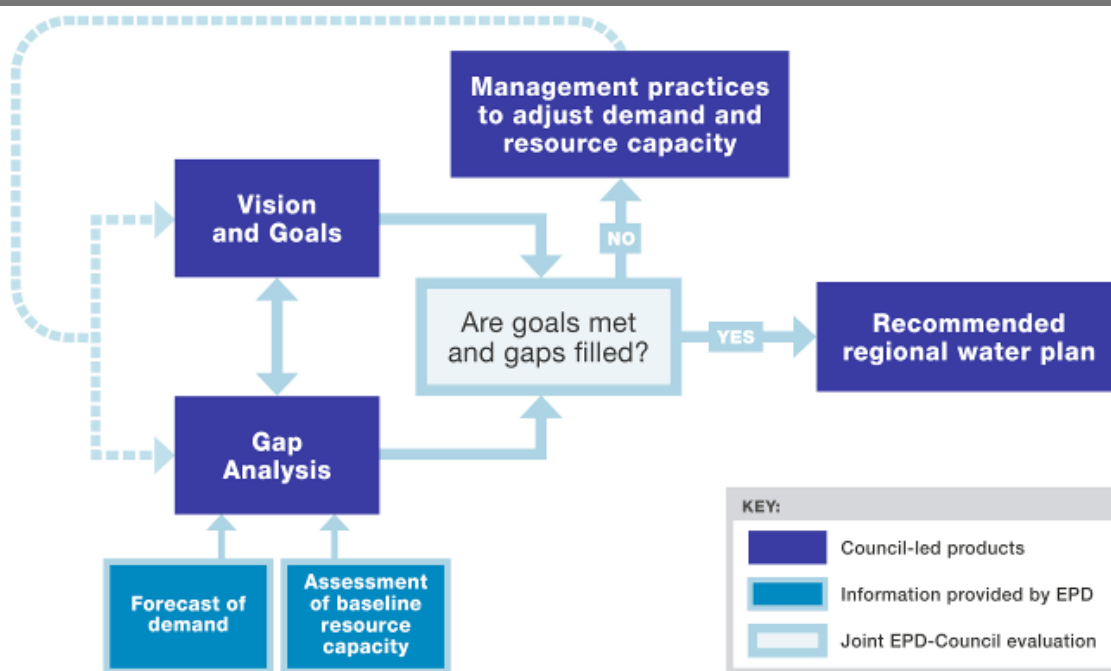 Management practices
to adjust demand and
resource capacity
Vision
and Goals
NO
Are goals met
and gaps filled?
YES
Recommended
regional water plan
Gap
Analysis
Forecast of
demand
Assessment
of baseline
resource
capacity
KEY:
Council-led products
Information provided by EPD
Joint EPD-Council evaluation